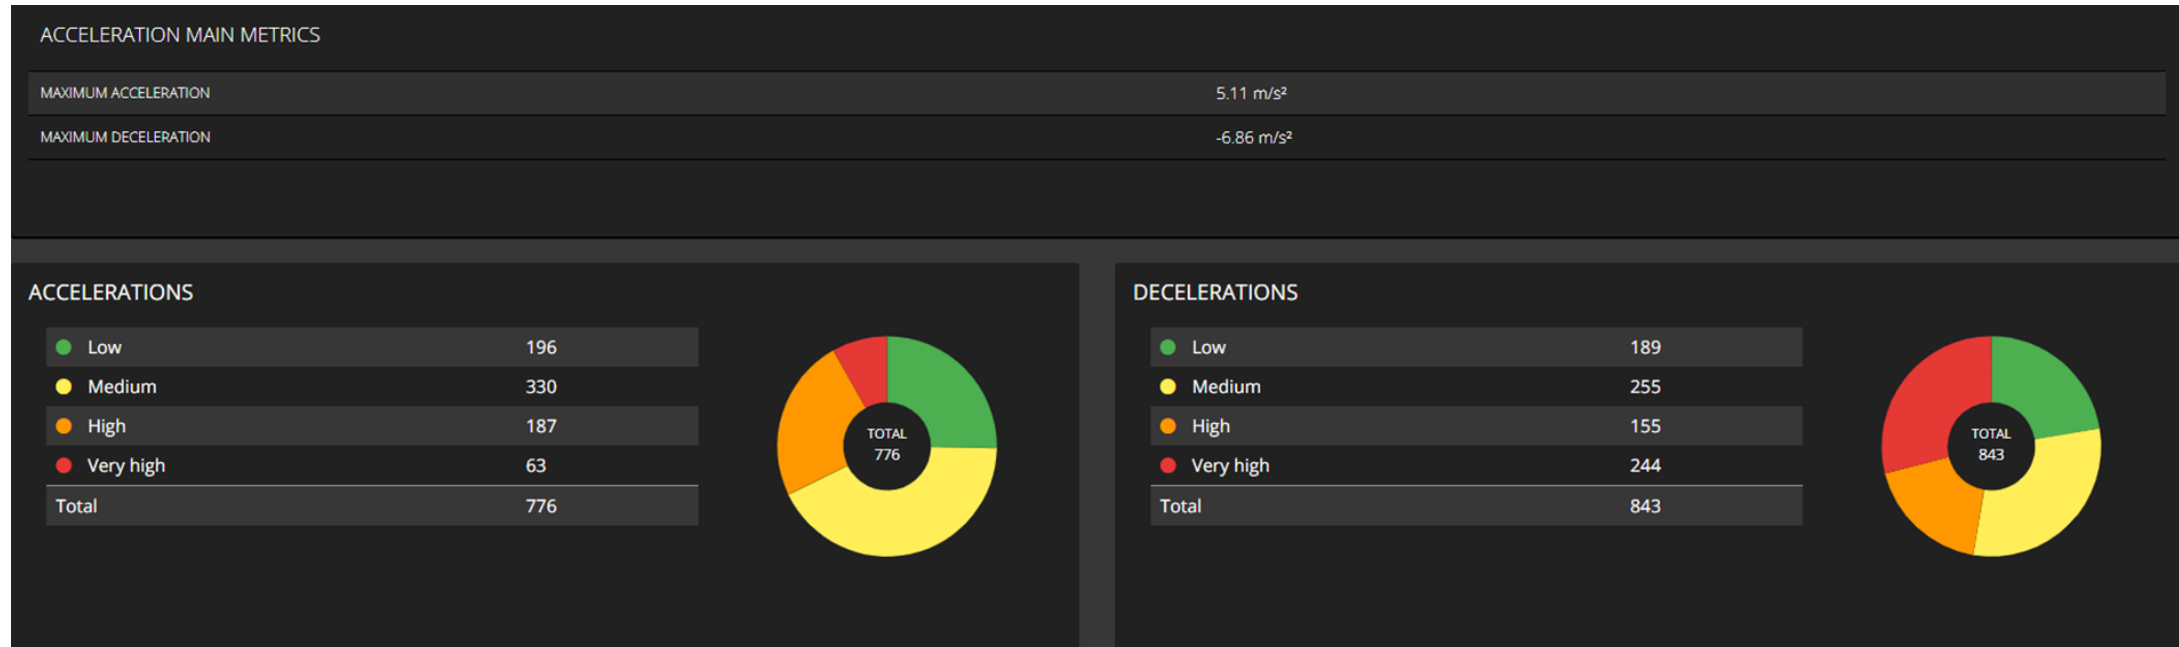 ACCELERATION MAIN METRICS
MAXIMUM ACCELERATION 5.11 m/s²
MAXIMUM DECELERATION -6.86 m/s²
ACCELERATIONS
Low 196
Medium 330
High 187
Very high 63
Total 776
TOTAL
776
DECELERATIONS
Low 189
Medium 255
High 155
Very high 244
Total 843
TOTAL
843